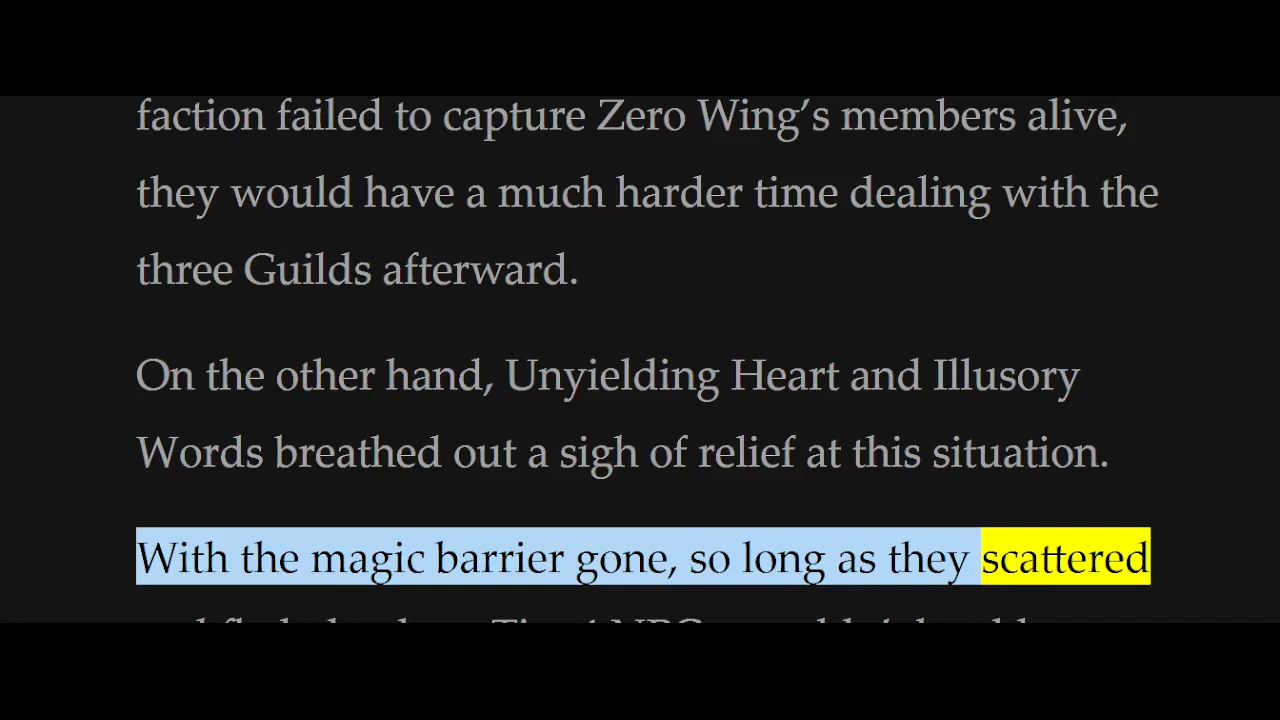 faction failed to capture Zero Wing’s members alive,
they would have a much harder time dealing with the
three Guilds afterward.
On the other hand, Unyielding Heart and Illusory
Words breathed out a sigh of relief at this situation.
With the magic barrier gone, so long as they scattered